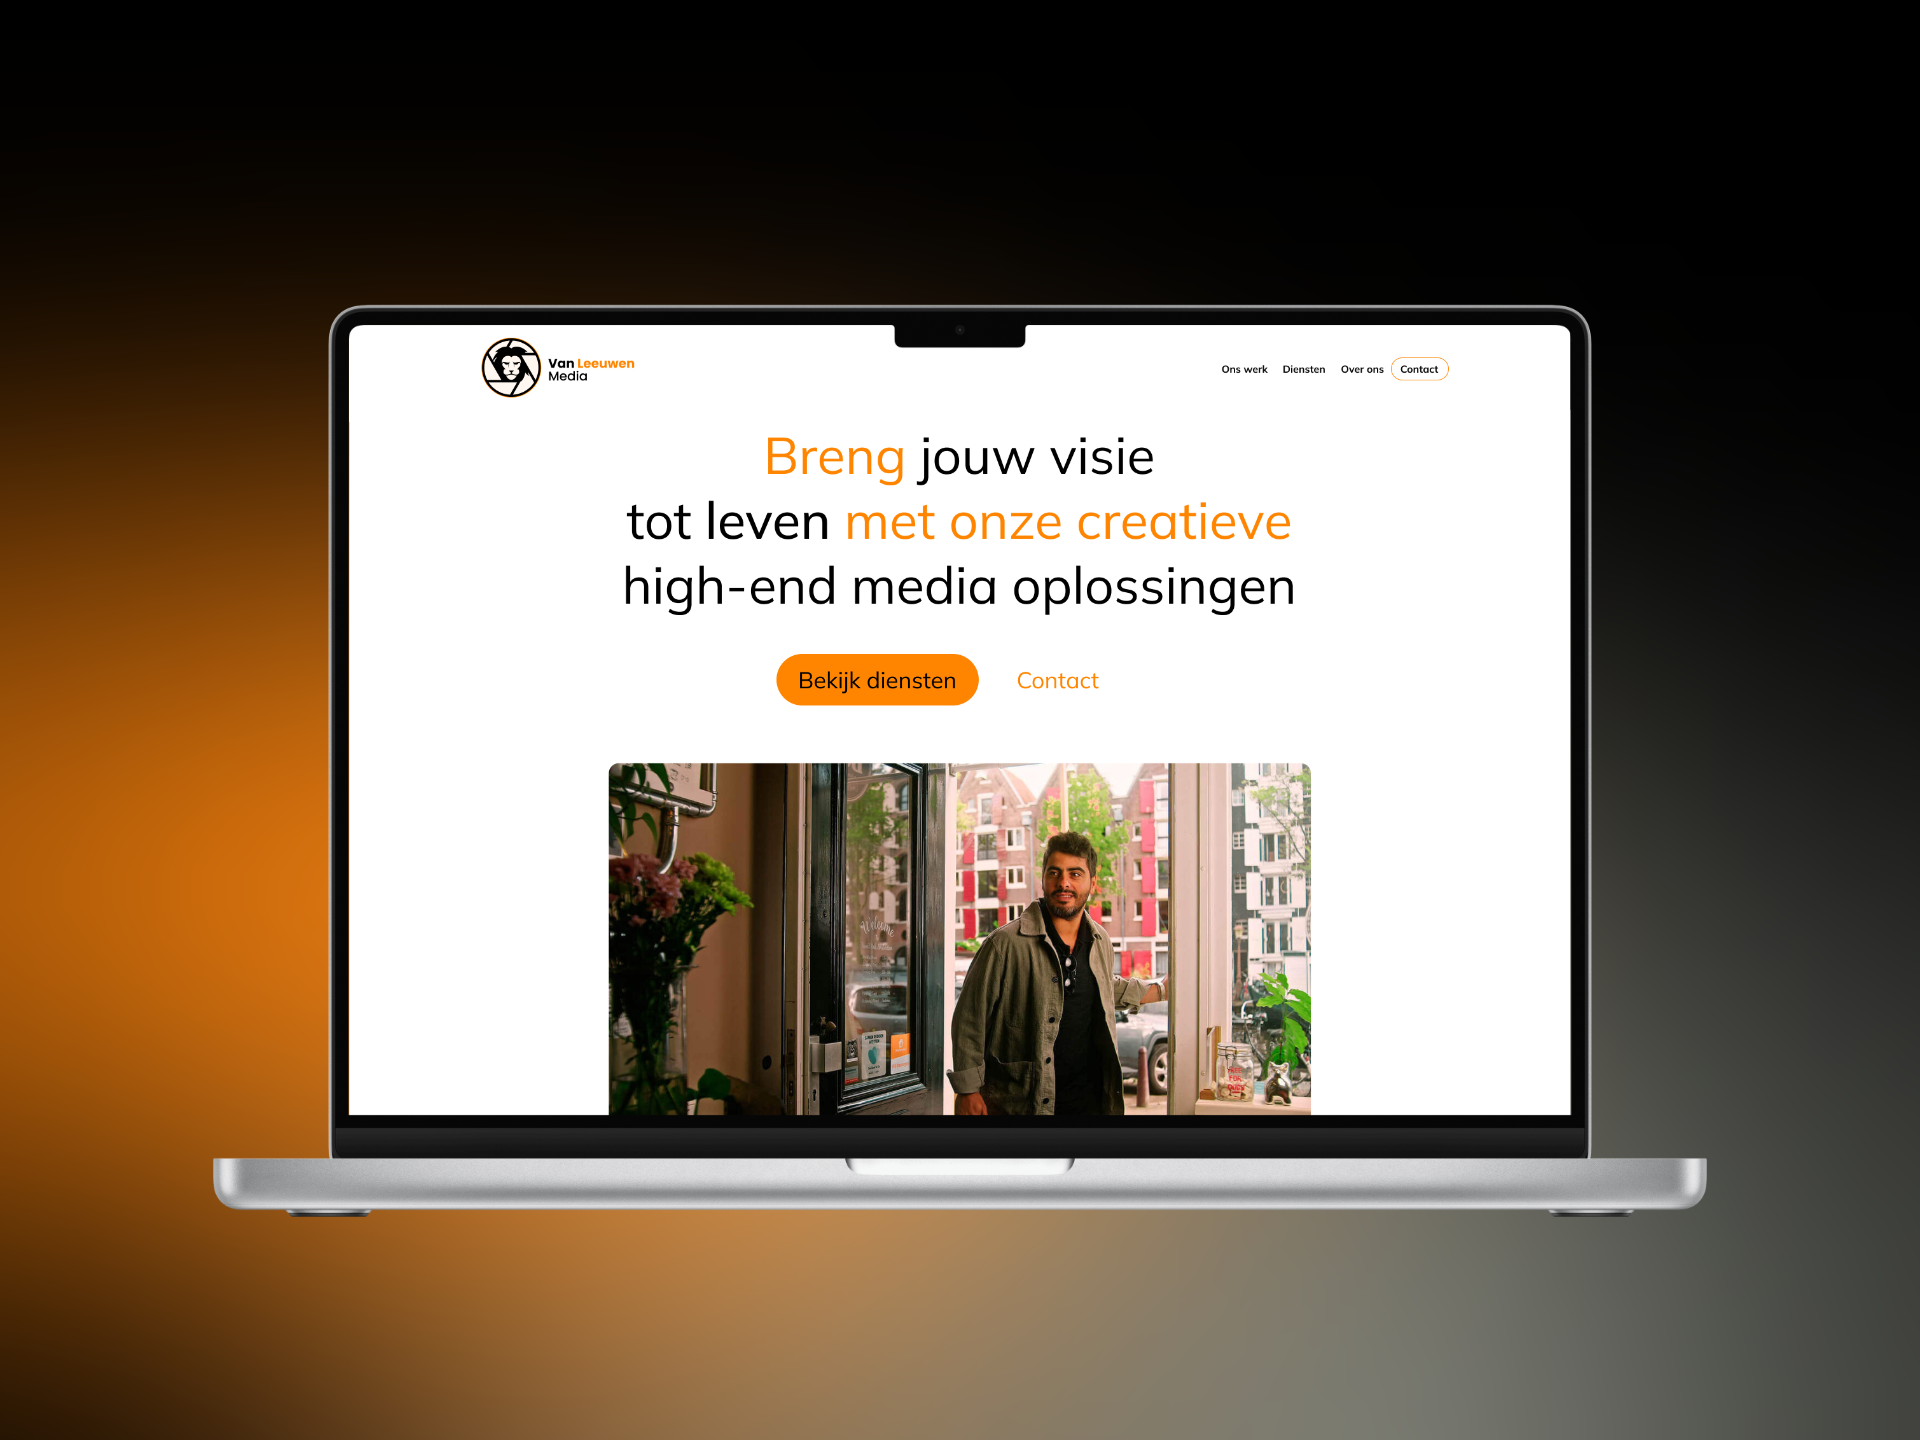 Van Leeuwen
Media
Ons werk
Diensten
Over ons
Contact
Breng jouw visie
tot leven met onze creatieve
high-end media oplossingen
Bekijk diensten
Contact
Welcome